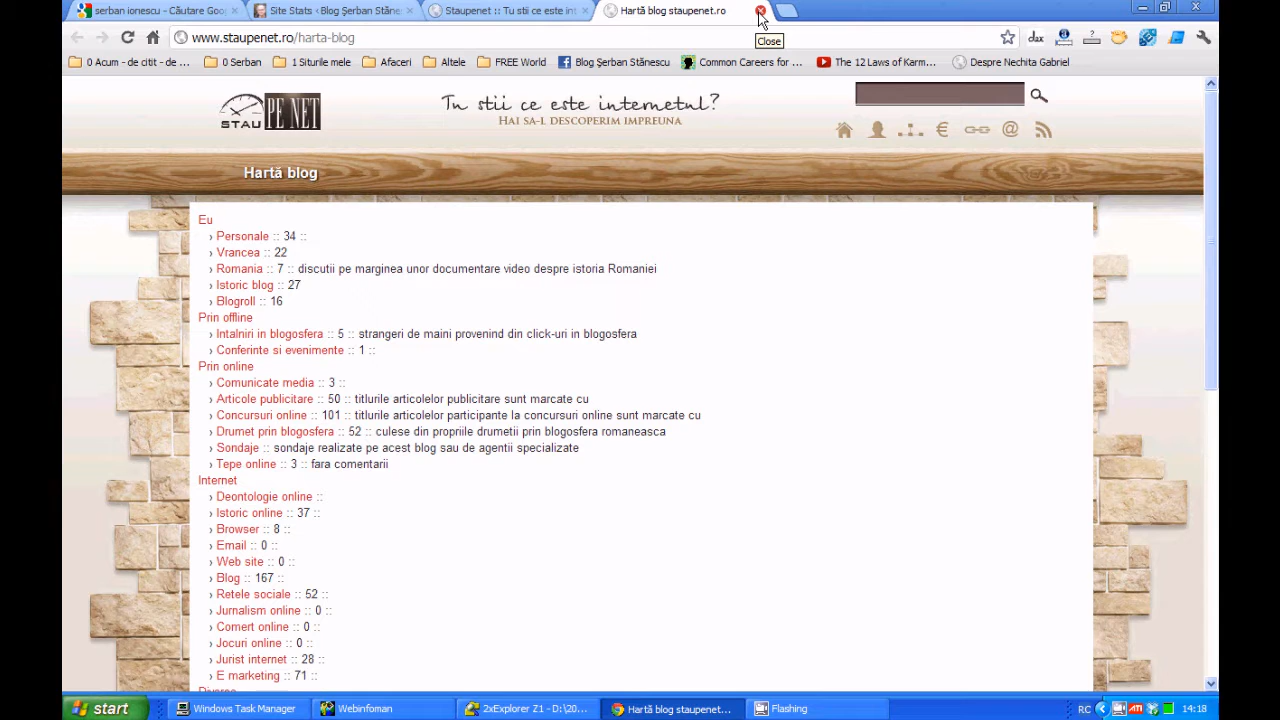 serban ionescu - Căutare Goo
Site Stats ‹ Blog Şerban Stăne
Staupenet :: Tu stii ce este in
Hartă blog staupenet.ro
www.staupenet.ro/harta-blog
Close
0 Acum - de citit - de ...
0 Serban
1 Siturile mele
Afaceri
Altele
FREE World
Blog Şerban Stănescu
Common Careers for ...
The 12 Laws of Karm...
Despre Nechita Gabriel
STAU PE NET
Tu stii ce este internetul?
HAI SA-L DESCOPERIM IMPREUNA
Hartă blog
Eu
› Personale :: 34 ::
› Vrancea :: 22
› Romania :: 7 :: discutii pe marginea unor documentare video despre istoria Romaniei
› Istoric blog :: 27
› Blogroll :: 16
Prin offline
› Intalniri in blogosfera :: 5 :: strangeri de maini provenind din click-uri in blogosfera
› Conferinte si evenimente :: 1 ::
Prin online
› Comunicate media :: 3 ::
› Articole publicitare :: 50 :: titlurile articolelor publicitare sunt marcate cu
› Concursuri online :: 101 :: titlurile articolelor participante la concursuri online sunt marcate cu
› Drumet prin blogosfera :: 52 :: culese din propriile drumetii prin blogosfera romaneasca
› Sondaje :: sondaje realizate pe acest blog sau de agentii specializate
› Tepe online :: 3 :: fara comentarii
Internet
› Deontologie online ::
› Istoric online :: 37 ::
› Browser :: 8 ::
› Email :: 0 ::
› Web site :: 0 ::
› Blog :: 167 ::
› Retele sociale :: 52 ::
› Jurnalism online :: 0 ::
› Comert online :: 0 ::
› Jocuri online :: 0 ::
› Jurist internet :: 28 ::
› E marketing :: 71 ::
start
Windows Task Manager
Webinfoman
2xExplorer Z1 - D:\20...
Hartă blog staupenet...
Flashing
RC
14:18